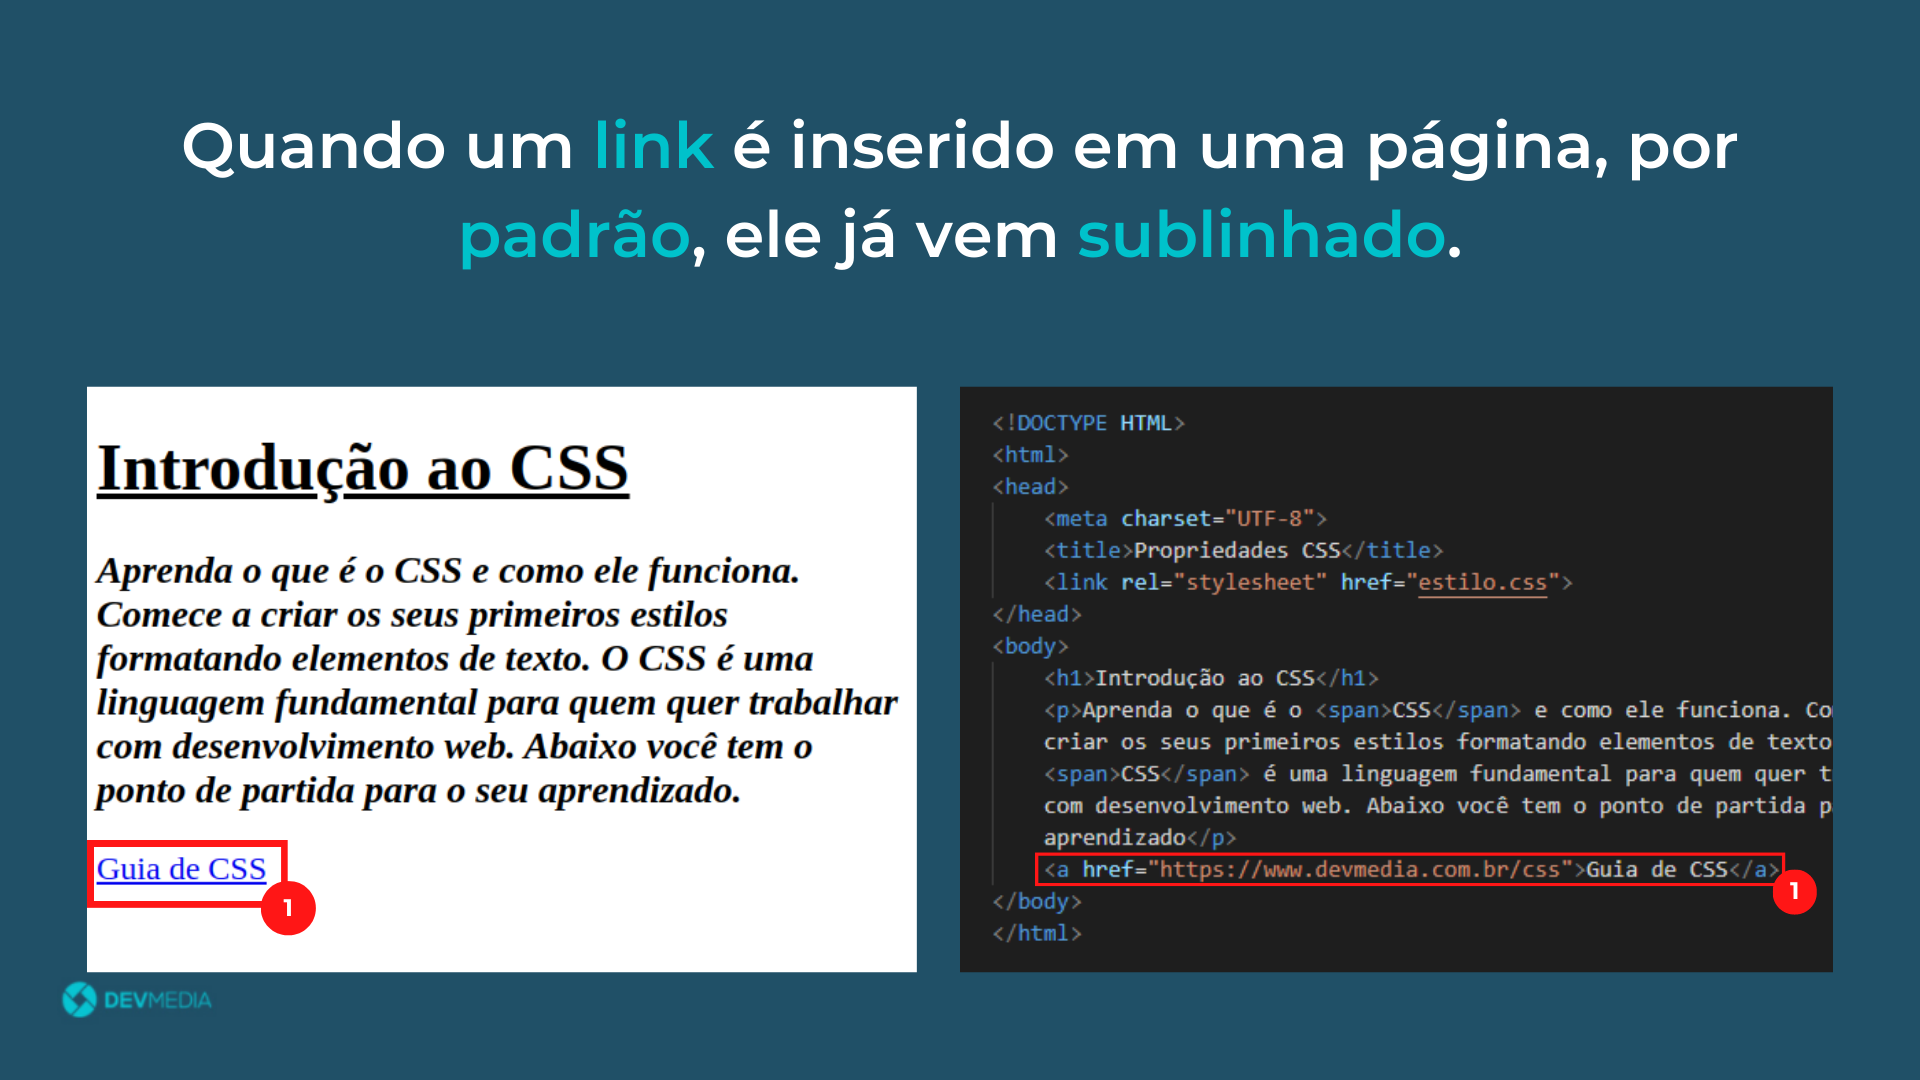 Quando um link é inserido em uma página, por
padrão, ele já vem sublinhado.
Introdução ao CSS
Aprenda o que é o CSS e como ele funciona.
Comece a criar os seus primeiros estilos
formatando elementos de texto. O CSS é uma
linguagem fundamental para quem quer trabalhar
com desenvolvimento web. Abaixo você tem o
ponto de partida para o seu aprendizado.
Guia de CSS
1
<!DOCTYPE HTML>
<html>
<head>
<meta charset="UTF-8">
<title>Propriedades CSS</title>
<link rel="stylesheet" href="estilo.css">
</head>
<body>
<h1>Introdução ao CSS</h1>
<p>Aprenda o que é o <span>CSS</span> e como ele funciona. Co
criar os seus primeiros estilos formatando elementos de texto
<span>CSS</span> é uma linguagem fundamental para quem quer t
com desenvolvimento web. Abaixo você tem o ponto de partida p
aprendizado</p>
<a href="https://www.devmedia.com.br/css">Guia de CSS</a>
1
</body>
</html>
DEVMEDIA